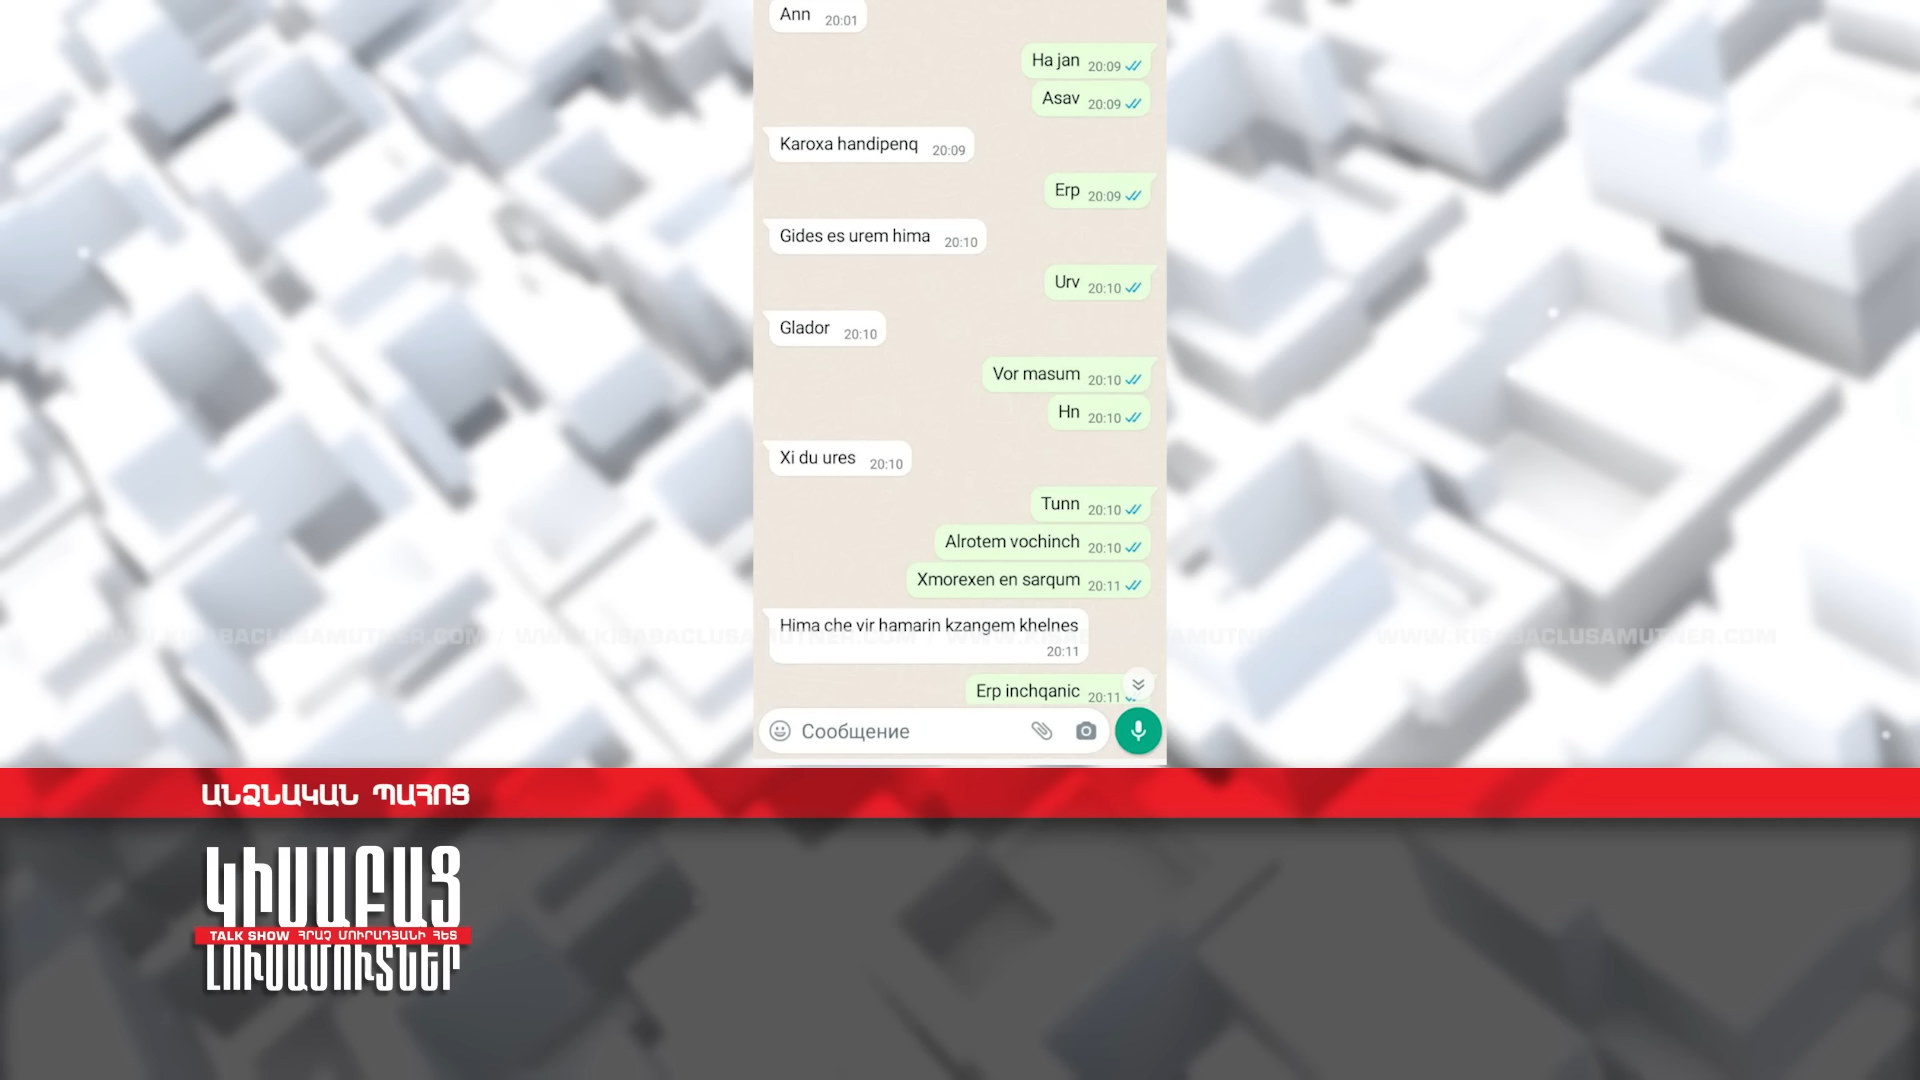 Ann 20:01
Ha jan 20:09
Asav 20:09
Karoxa handipenq 20:09
Erp 20:09
Gides es urem hima 20:10
Urv 20:10
Glador 20:10
Vor masum 20:10
Hn 20:10
Xi du ures 20:10
Tunn 20:10
Alrotem vochinch 20:10
Xmorexen en sarqum 20:11
Hima che vir hamarin kzangem khelnes
20:11
WWW.KISABACLUSAMUTNER.COM
Erp inchqanic 20:11
Сообщение
ԱՆՁՆԱԿԱՆ ՊԱՀՈՑ
ԿԻՍԱԲԱՑ
TALK SHOW ՀՐԱՉ ՄՈՒՐԱԴՅԱՆԻ ՀԵՏ
ԼՈՒՍԱՄՈՒՏՆԵՐ